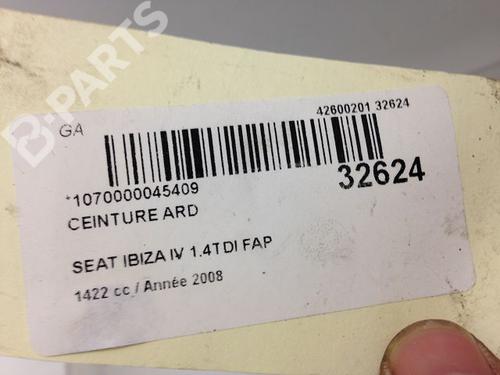 B-PARTS
GA
42600201 32624
*1070000045409
32624
CEINTURE ARD
SEAT IBIZA IV 1.4TDI FAP
1422 cc / Année 2008